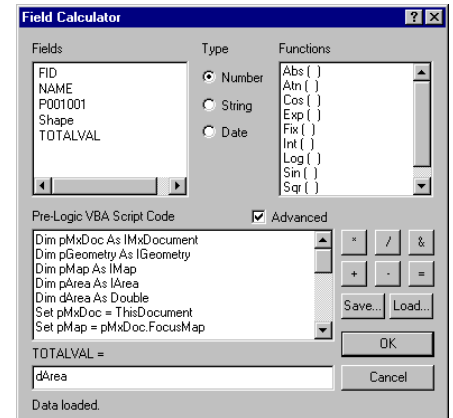 Field Calculator
Fields
Type
Functions
FID
NAME
P001001
Shape
TOTALVAL
Number
String
Date
Abs ( )
Atn ( )
Cos ( )
Exp ( )
Fix ( )
Int ( )
Log ( )
Sin ( )
Sqr ( )
Pre-Logic VBA Script Code
Advanced
Dim pMxDoc As IMxDocument
Dim pGeometry As IGeometry
Dim pMap As IMap
Dim pArea As IArea
Dim dArea As Double
Set pMxDoc = ThisDocument
Set pMap = pMxDoc.FocusMap
* / &
+ - =
Save... Load...
OK
TOTALVAL =
dArea
Cancel
Data loaded.